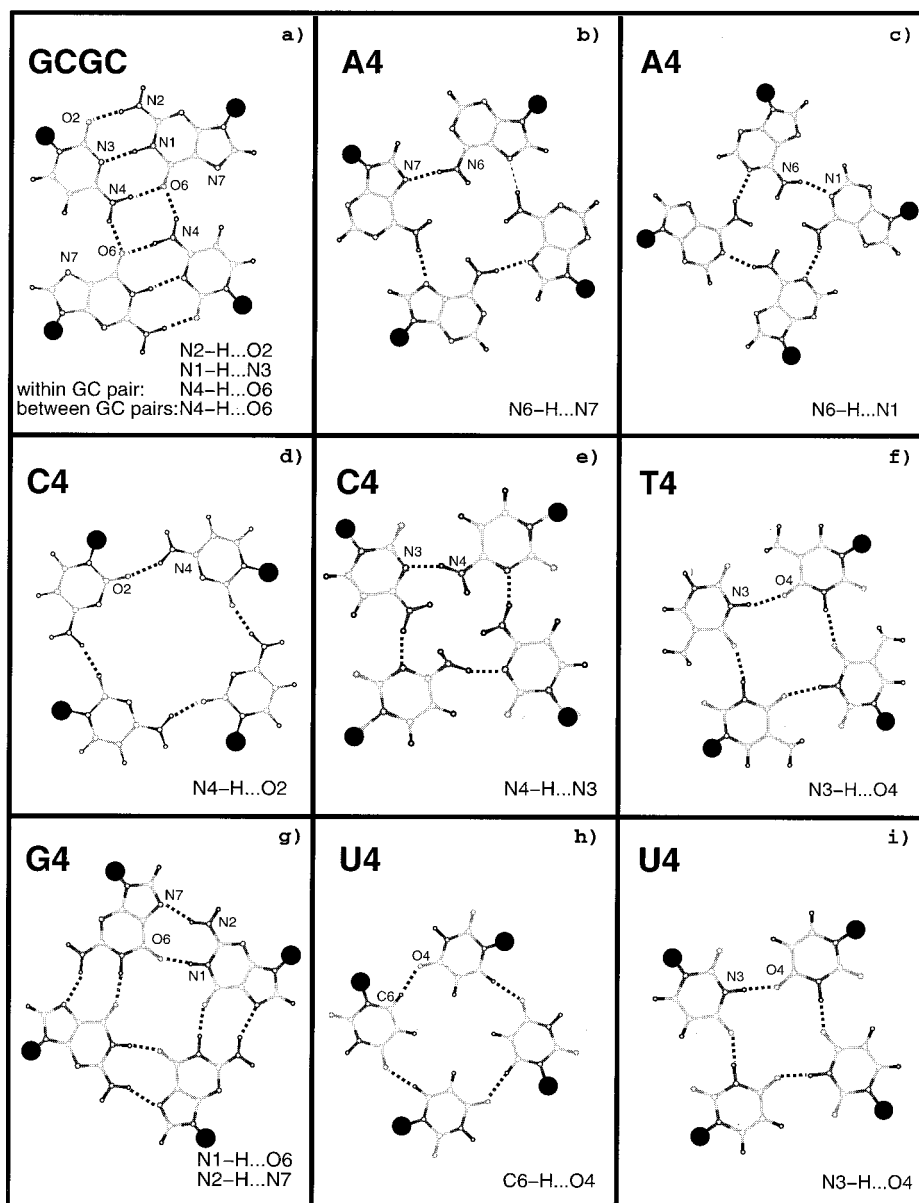 a)
GCGC
N2
O2
N3
N1
N7
N4
O6
N7
O6
N4
N2–H...O2
N1–H...N3
within GC pair: N4–H...O6
between GC pairs: N4–H...O6
b)
A4
N7
N6
N6–H...N7
c)
A4
N6
N1
N6–H...N1
d)
C4
N4
O2
N4–H...O2
e)
C4
N3
N4
N4–H...N3
f)
T4
N3
O4
N3–H...O4
g)
G4
N7
N2
O6
N1
N1–H...O6
N2–H...N7
h)
U4
O4
C6
C6–H...O4
i)
U4
N3
O4
N3–H...O4